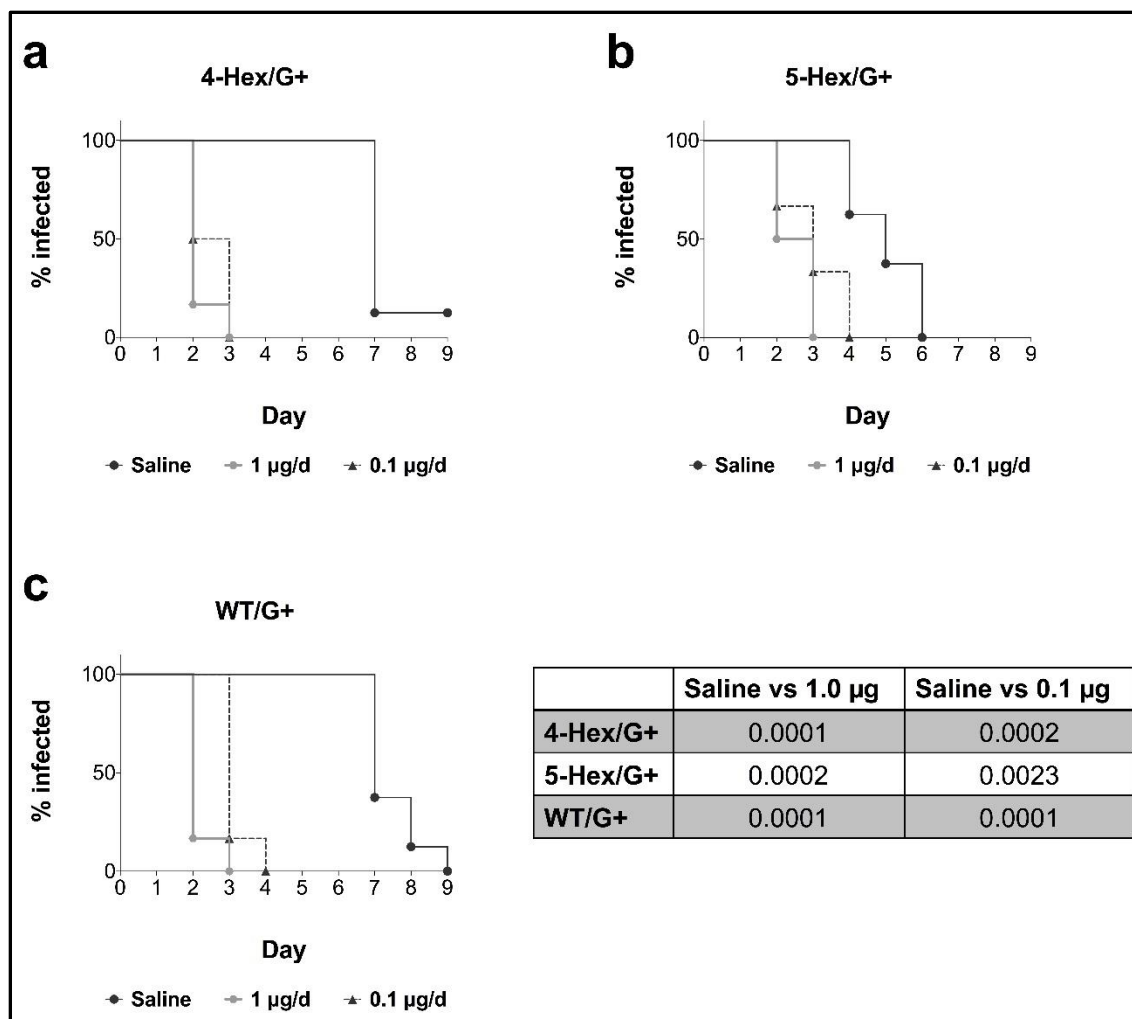 a
4-Hex/G+
100
50
0
% infected
0 1 2 3 4 5 6 7 8 9
Day
Saline 1 µg/d 0.1 µg/d
b
5-Hex/G+
100
50
0
% infected
0 1 2 3 4 5 6 7 8 9
Day
Saline 1 µg/d 0.1 µg/d
c
WT/G+
100
50
0
% infected
0 1 2 3 4 5 6 7 8 9
Day
Saline 1 µg/d 0.1 µg/d
Saline vs 1.0 µg Saline vs 0.1 µg
4-Hex/G+ 0.0001 0.0002
5-Hex/G+ 0.0002 0.0023
WT/G+ 0.0001 0.0001